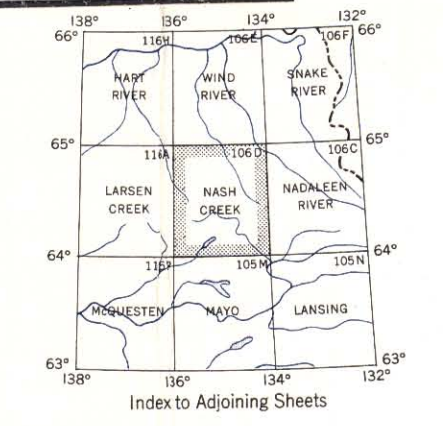 138° 136° 134° 132°
66° 116H 106E 106F 66°
HART WIND SNAKE
RIVER RIVER RIVER
65° 116A 106D 106C 65°
LARSEN NASH NADALEEN
CREEK CREEK RIVER
64° 115P 105M 105N 64°
McQUESTEN MAYO LANSING
63° 63°
138° 136° 134° 132°
Index to Adjoining Sheets